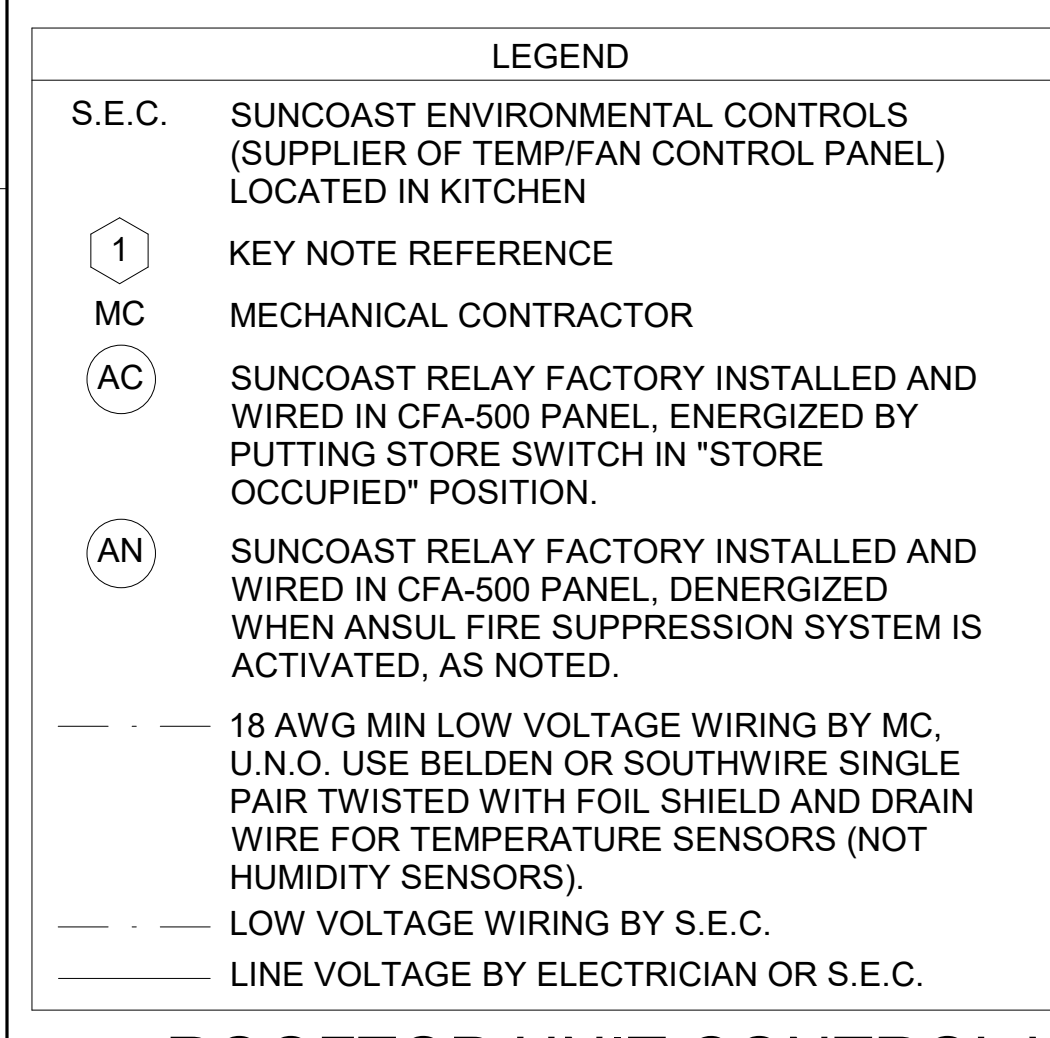 LEGEND
S.E.C. SUNCOAST ENVIRONMENTAL CONTROLS
(SUPPLIER OF TEMP/FAN CONTROL PANEL)
LOCATED IN KITCHEN
1 KEY NOTE REFERENCE
MC MECHANICAL CONTRACTOR
AC SUNCOAST RELAY FACTORY INSTALLED AND
WIRED IN CFA-500 PANEL, ENERGIZED BY
PUTTING STORE SWITCH IN "STORE
OCCUPIED" POSITION.
AN SUNCOAST RELAY FACTORY INSTALLED AND
WIRED IN CFA-500 PANEL, DENERGIZED
WHEN ANSUL FIRE SUPPRESSION SYSTEM IS
ACTIVATED, AS NOTED.
18 AWG MIN LOW VOLTAGE WIRING BY MC,
U.N.O. USE BELDEN OR SOUTHWIRE SINGLE
PAIR TWISTED WITH FOIL SHIELD AND DRAIN
WIRE FOR TEMPERATURE SENSORS (NOT
HUMIDITY SENSORS).
LOW VOLTAGE WIRING BY S.E.C.
LINE VOLTAGE BY ELECTRICIAN OR S.E.C.
ROOFTOP UNIT CONTROL